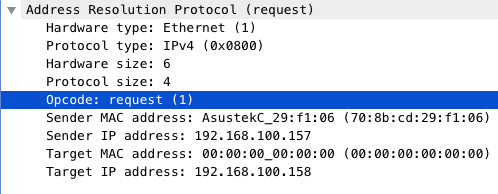 Address Resolution Protocol (request)
Hardware type: Ethernet (1)
Protocol type: IPv4 (0x0800)
Hardware size: 6
Protocol size: 4
Opcode: request (1)
Sender MAC address: AsustekC_29:f1:06 (70:8b:cd:29:f1:06)
Sender IP address: 192.168.100.157
Target MAC address: 00:00:00_00:00:00 (00:00:00:00:00:00)
Target IP address: 192.168.100.158